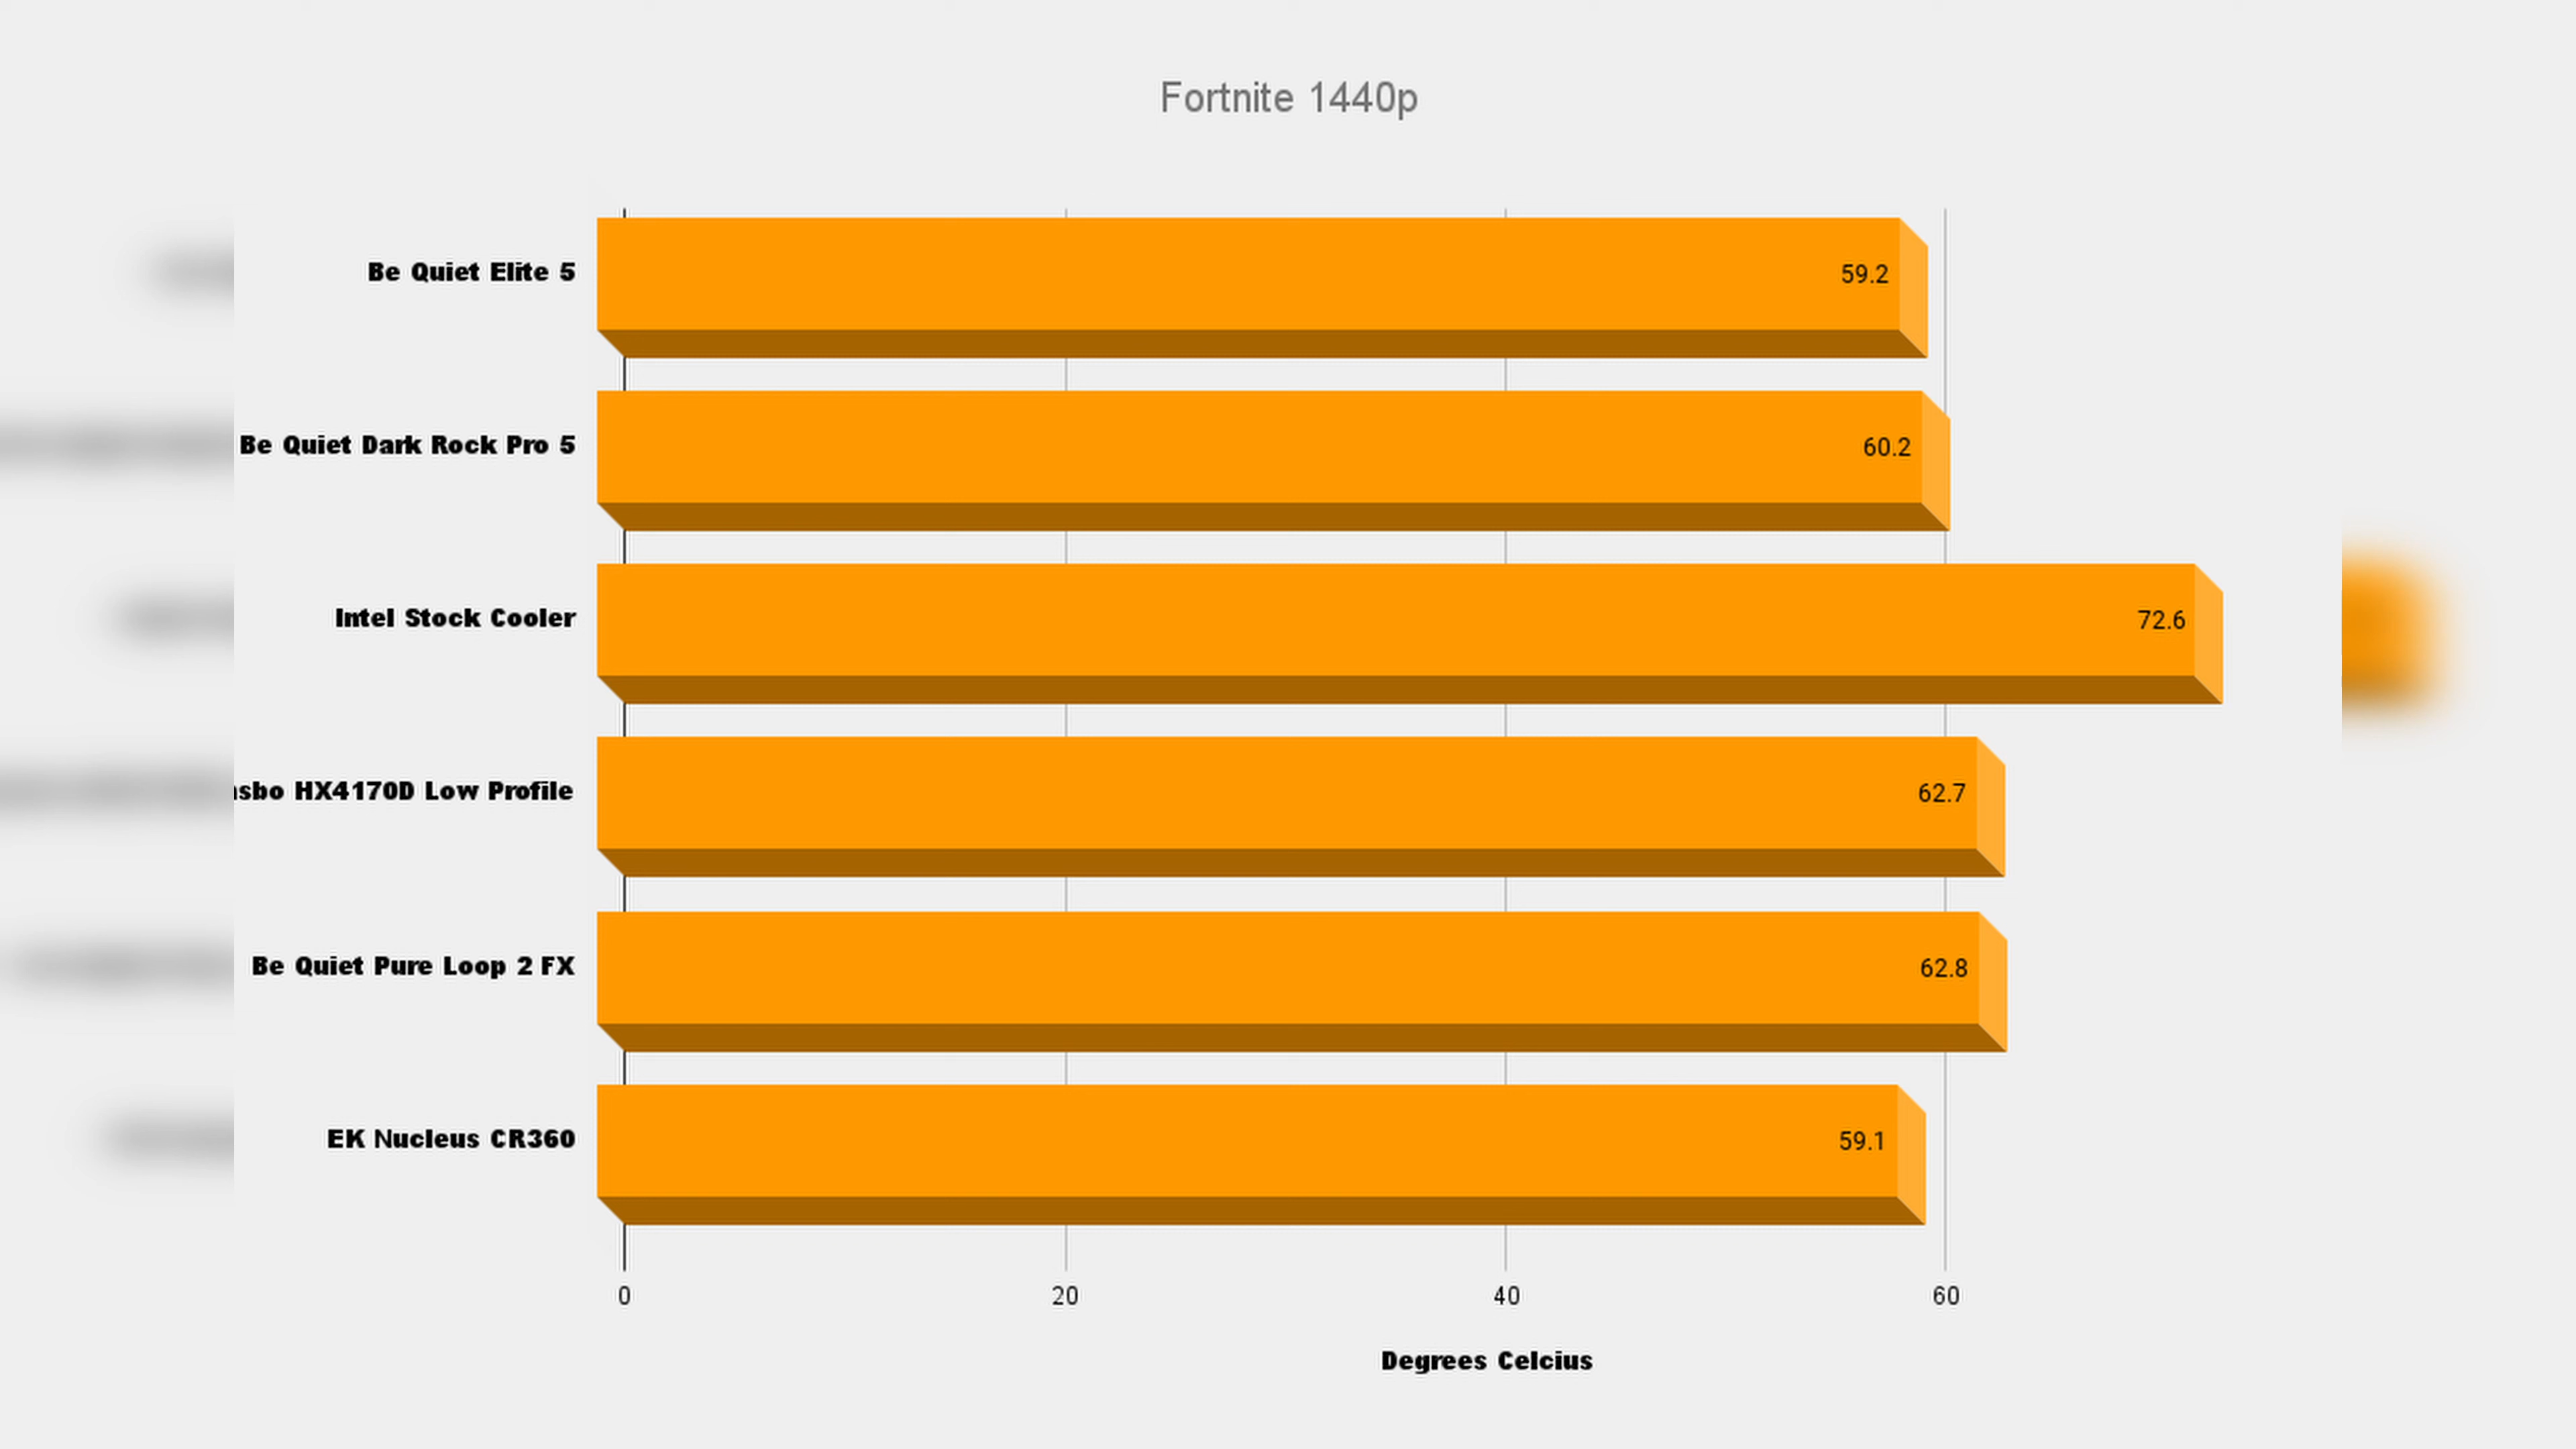 Fortnite 1440p
Be Quiet Elite 5
59.2
Be Quiet Dark Rock Pro 5
60.2
Intel Stock Cooler
72.6
sbo HX4170D Low Profile
62.7
Be Quiet Pure Loop 2 FX
62.8
EK Nucleus CR360
59.1
0 20 40 60
Degrees Celcius